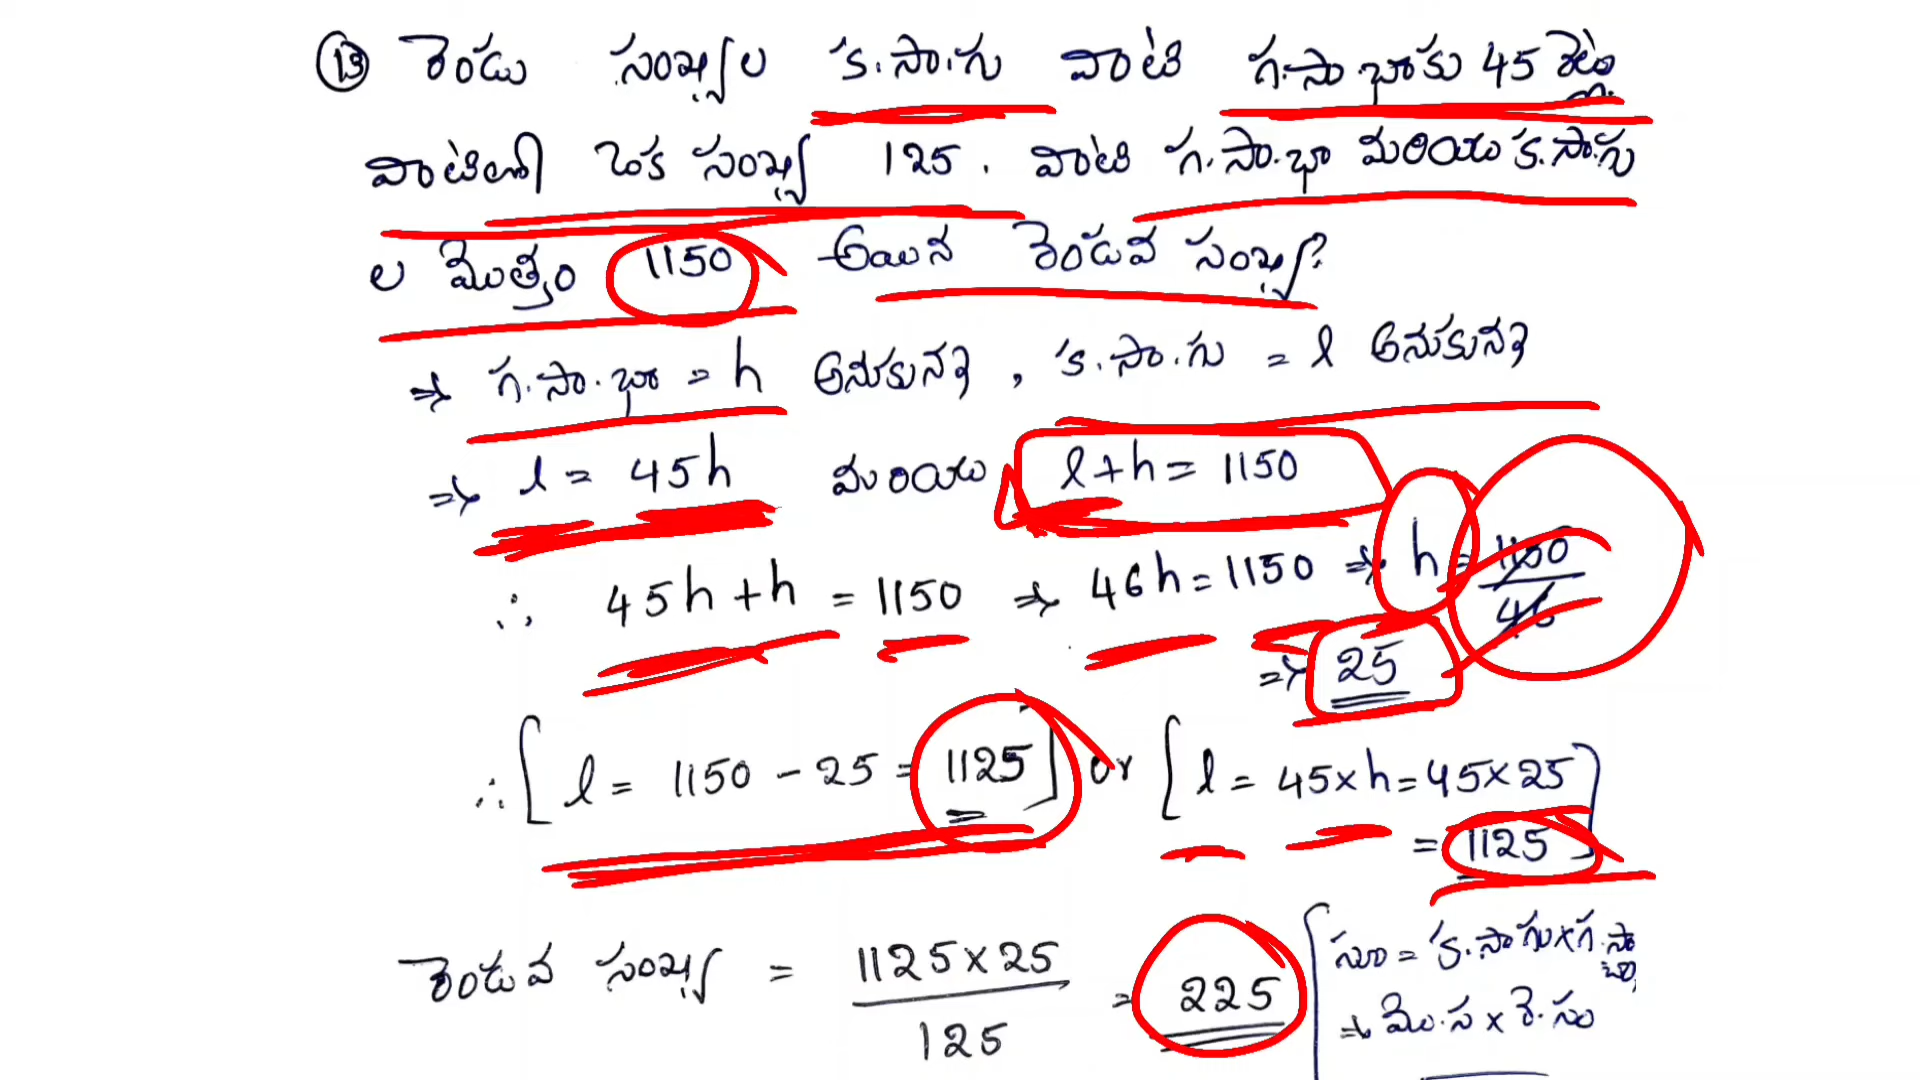 ⑬ రెండు సంఖ్యల క.సా.గు వాటి గ.సా.భాకు 45 రెట్లు.
వాటిలో ఒక సంఖ్య 125. వాటి గ.సా.భా మరియు క.సా.గు
ల మొత్తం 1150 అయిన రెండవ సంఖ్య?
⇒ గ.సా.భా = h అనుకున్న, క.సా.గు = l అనుకున్న
⇒ l = 45h మరియు l+h = 1150
∴ 45h + h = 1150 ⇒ 46h = 1150 ⇒ h = 1150/46
⇒ 25
∴ [l = 1150 - 25 = 1125] or [l = 45×h = 45×25
= 1125]
రెండవ సంఖ్య = 1125×25/125 = 225
సూ = క.సాగు×గ.సా.భా
⇒ మొ.స × రె.సం